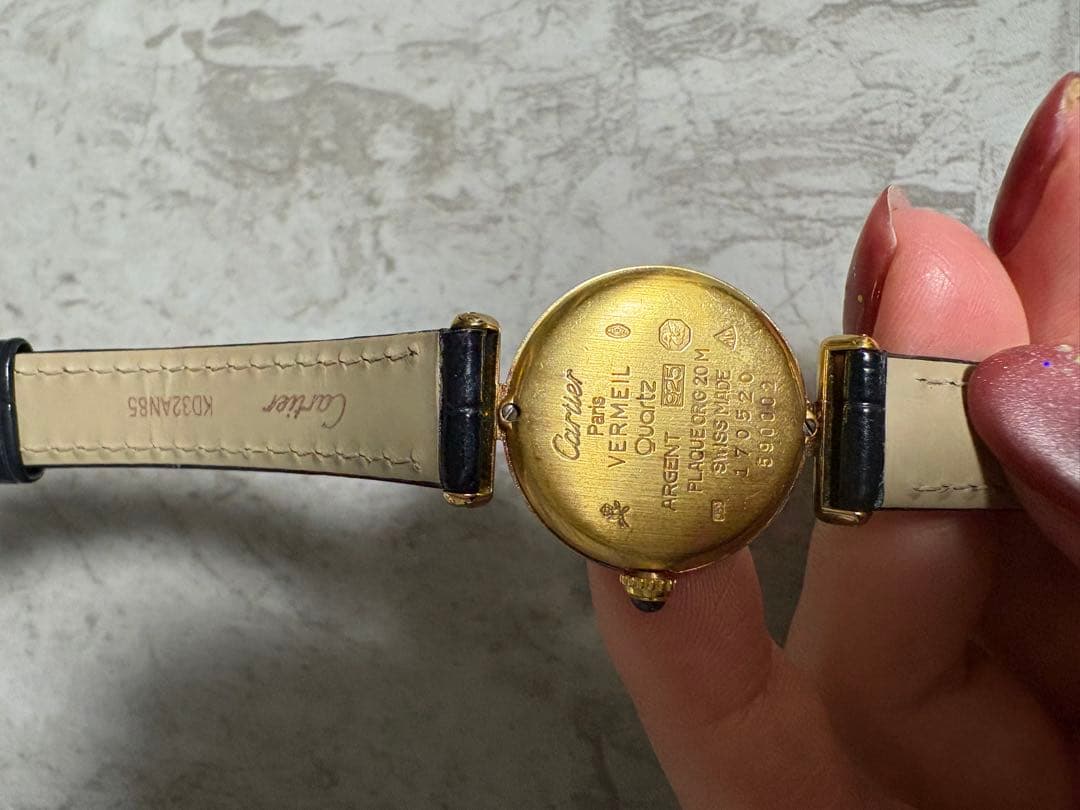 Cartier
Paris
VERMEIL
Quartz
ARGENT 925
PLAQUE OR G 20 M
SWISS MADE
170520
590002
Cartier
KD32AN85